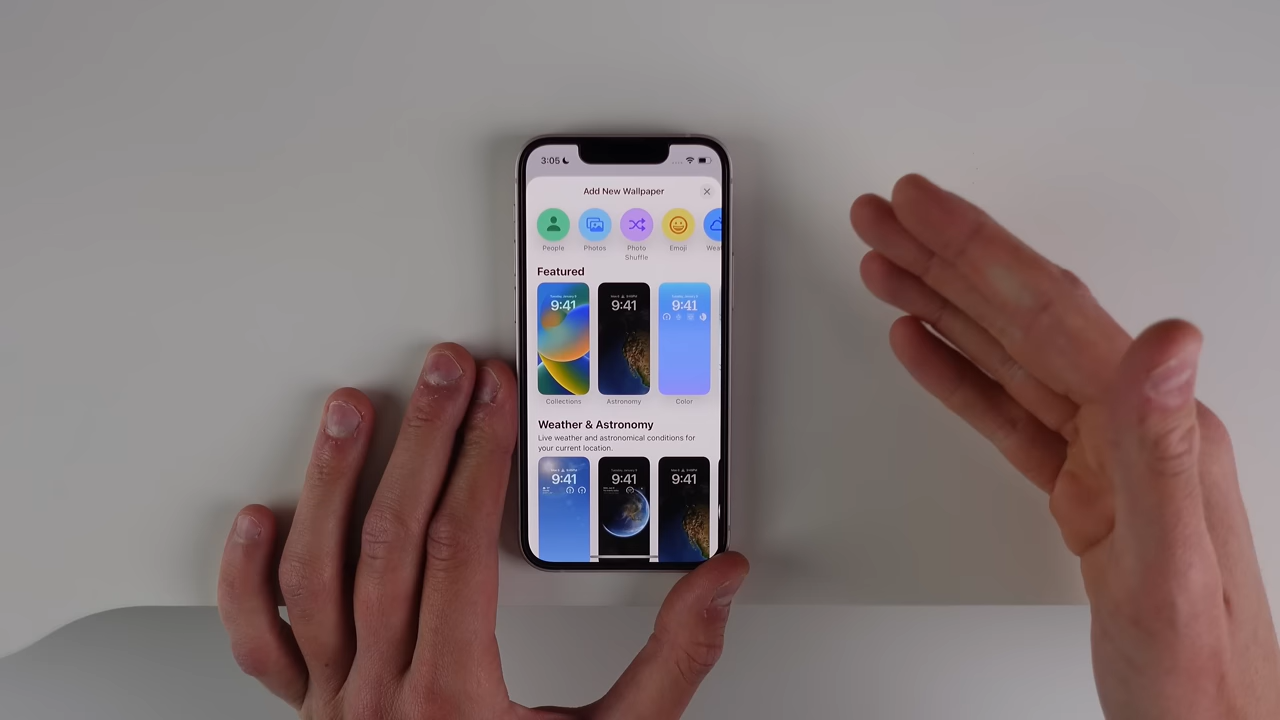 3:05
Add New Wallpaper
People
Photos
Photo
Shuffle
Emoji
Wea
Featured
9:41
9:41
9:41
Collections
Astronomy
Color
Weather & Astronomy
Live weather and astronomical conditions for
your current location.
9:41
9:41
9:41